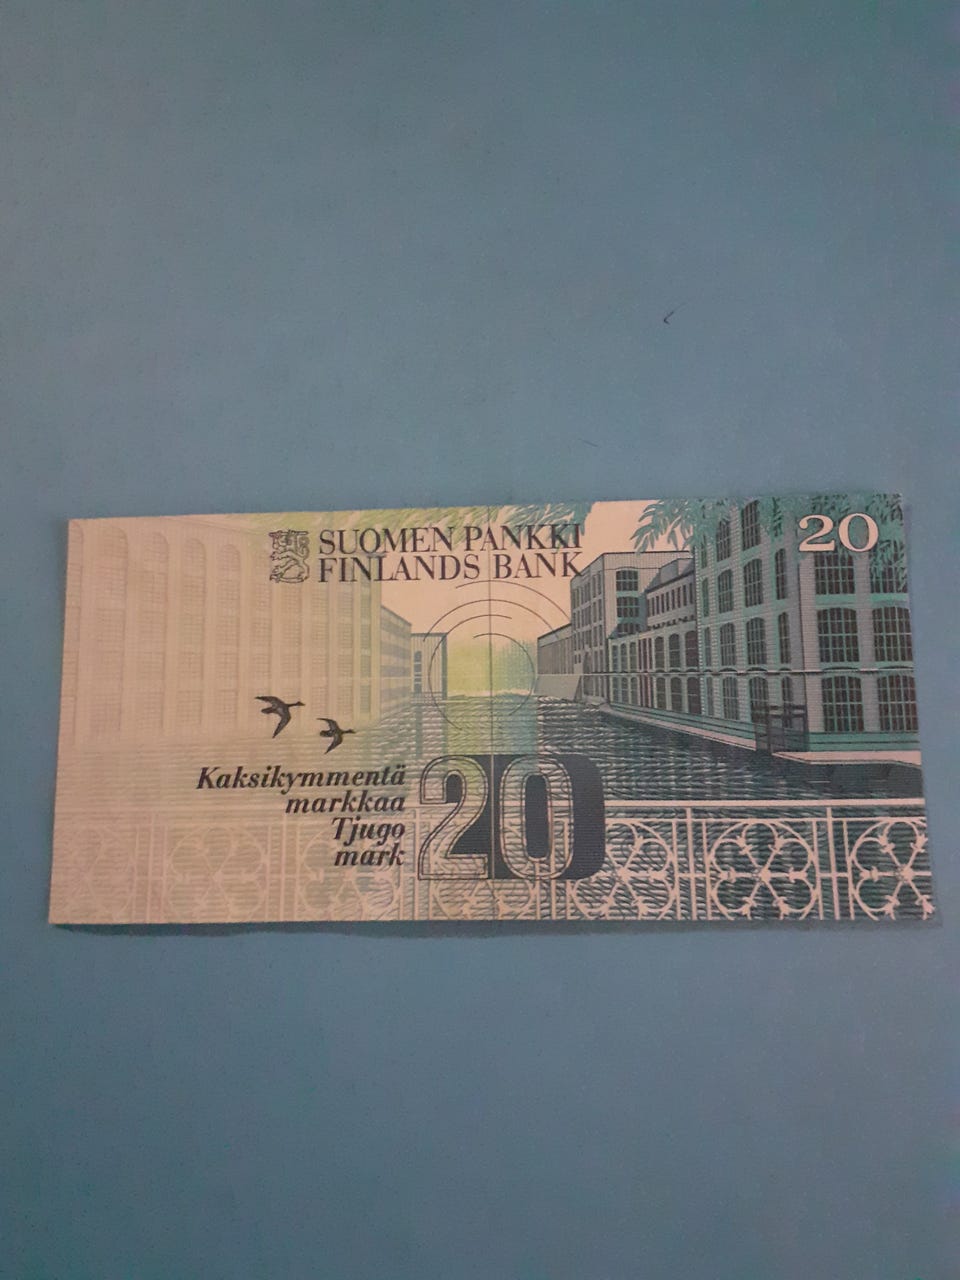 SUOMEN PANKKI
FINLANDS BANK
20
Kaksikymmentä
markkaa
Tjugo
mark
20